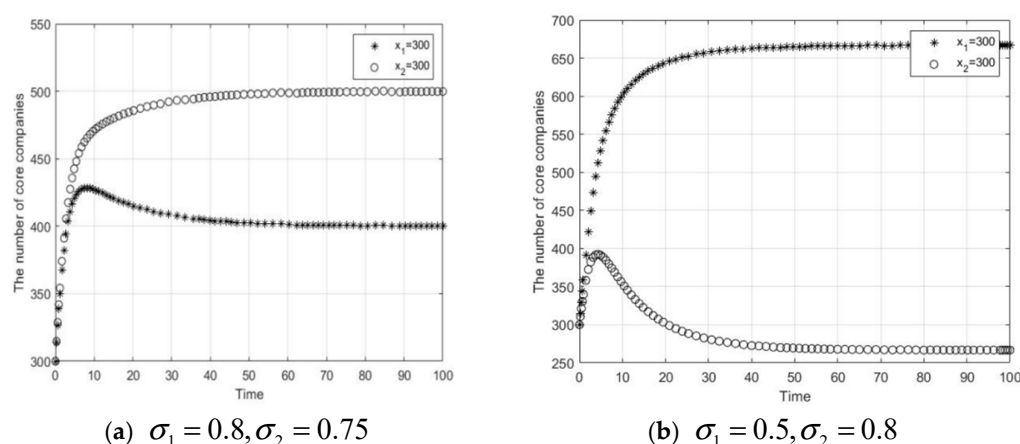 The number of core companies
550
500
450
400
350
300
0 10 20 30 40 50 60 70 80 90 100
Time
x₁=300
x₂=300
(a) σ₁ = 0.8, σ₂ = 0.75
The number of core companies
700
650
600
550
500
450
400
350
300
250
0 10 20 30 40 50 60 70 80 90 100
Time
x₁=300
x₂=300
(b) σ₁ = 0.5, σ₂ = 0.8